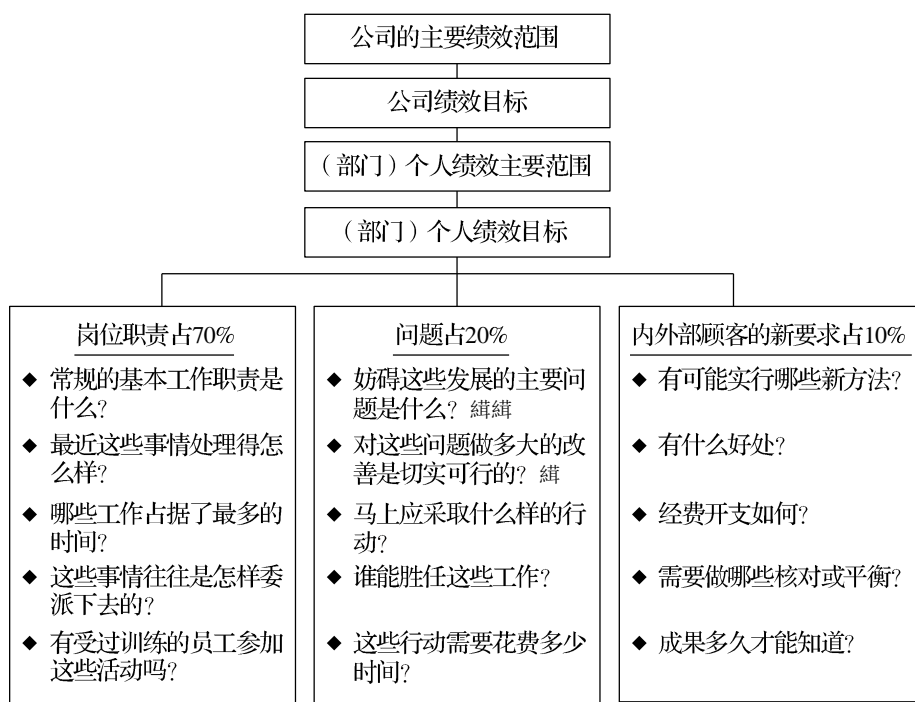 公司的主要绩效范围
公司绩效目标
（部门）个人绩效主要范围
（部门）个人绩效目标
岗位职责占70%
◆ 常规的基本工作职责是
什么？
◆ 最近这些事情处理得怎
么样？
◆ 哪些工作占据了最多的
时间？
◆ 这些事情往往是怎样委
派下去的？
◆ 有受过训练的员工参加
这些活动吗？
问题占20%
◆ 妨碍这些发展的主要问
题是什么？緝緝
◆ 对这些问题做多大的改
善是切实可行的？緝
◆ 马上应采取什么样的行
动？
◆ 谁能胜任这些工作？
◆ 这些行动需要花费多少
时间？
内外部顾客的新要求占10%
◆ 有可能实行哪些新方法？
◆ 有什么好处？
◆ 经费开支如何？
◆ 需要做哪些核对或平衡？
◆ 成果多久才能知道？